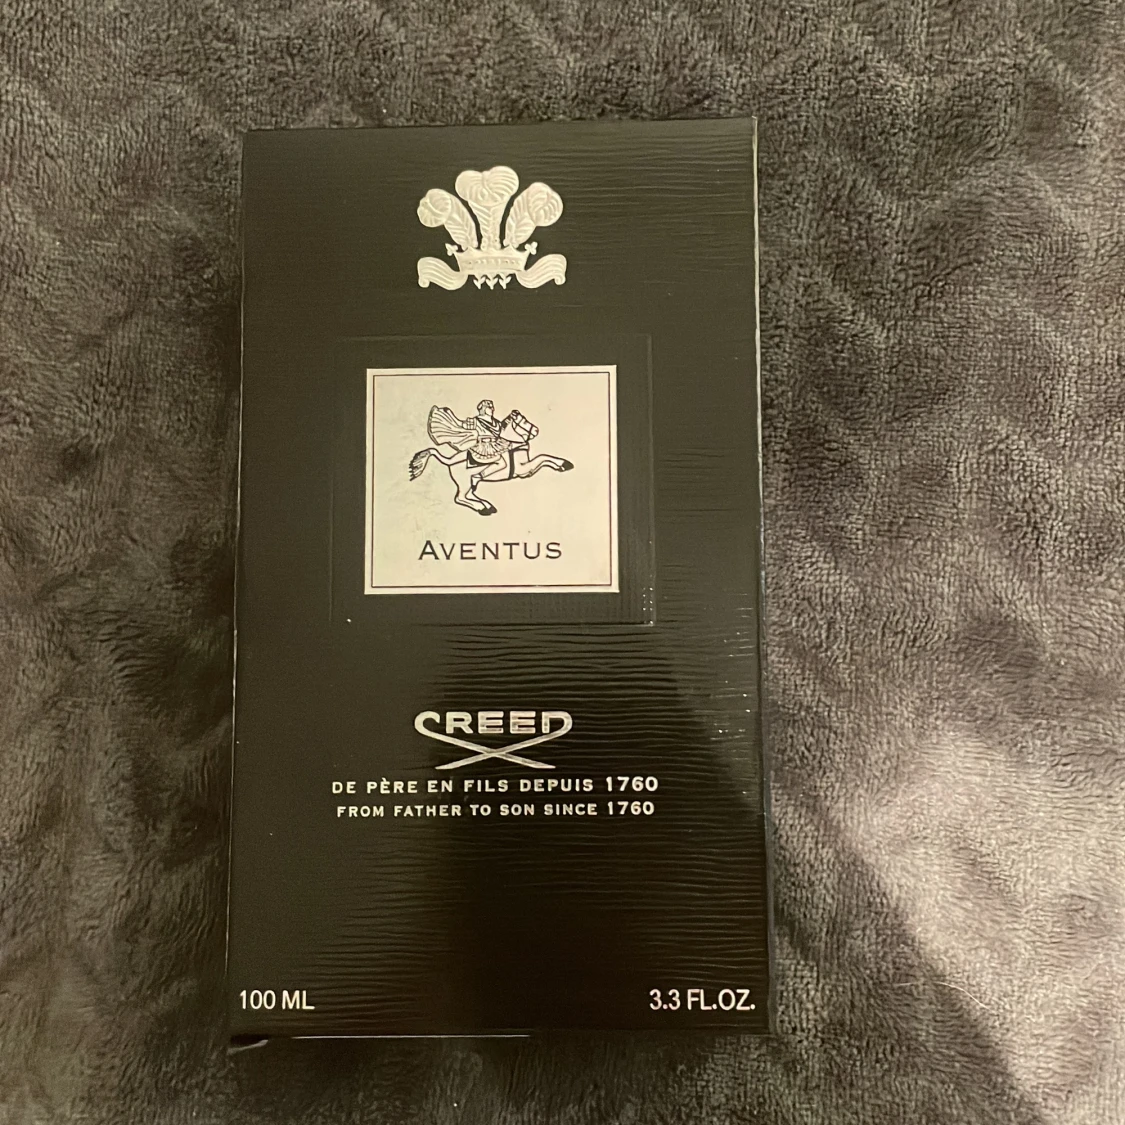 AVENTUS
CREED
DE PÈRE EN FILS DEPUIS 1760
FROM FATHER TO SON SINCE 1760
100 ML
3.3 FL.OZ.